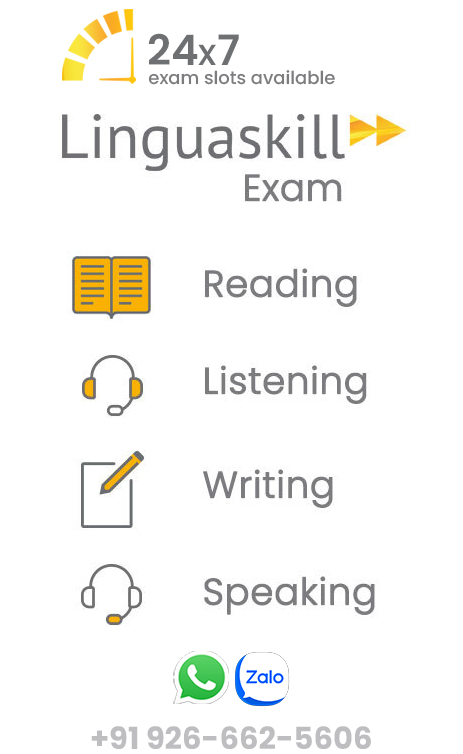 24x7
exam slots available
Linguaskill
Exam
Reading
Listening
Writing
Speaking
Zalo
+91 926-662-5606